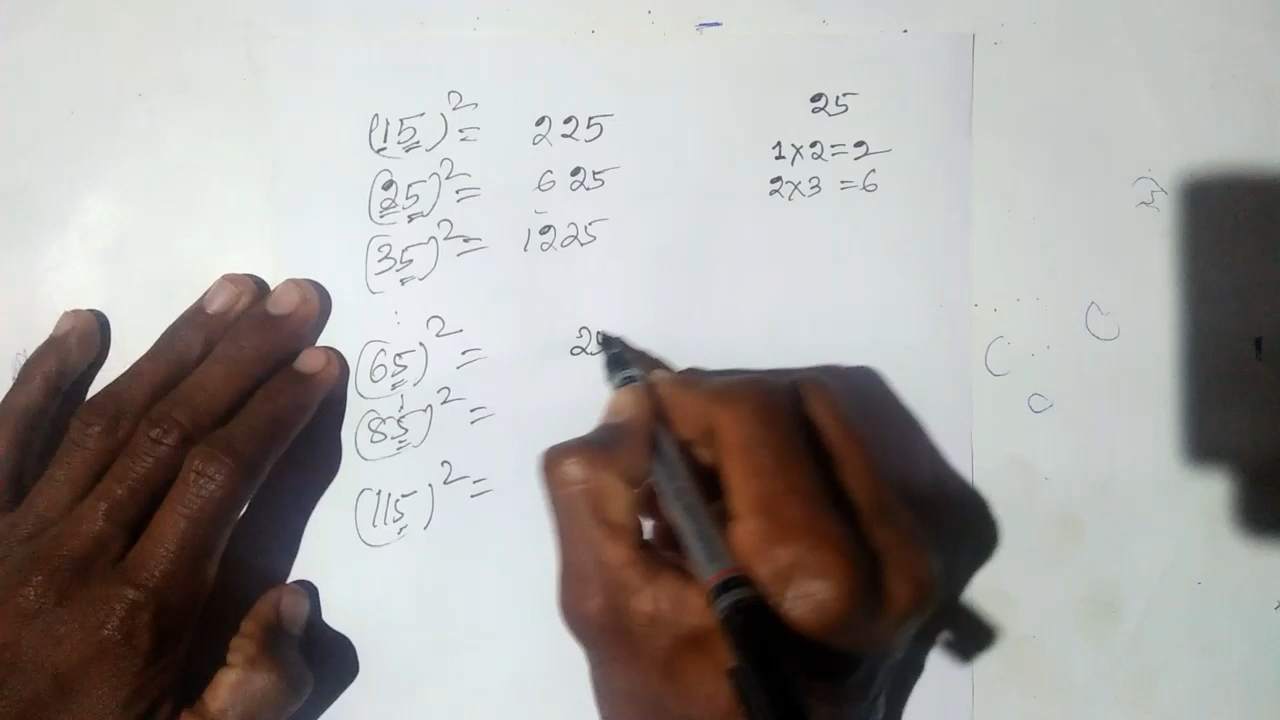 (15)² = 225
(25)² = 625
(35)² = 1225
(65)² = 25
(85)² =
(115)² =
25
1×2=2
2×3=6